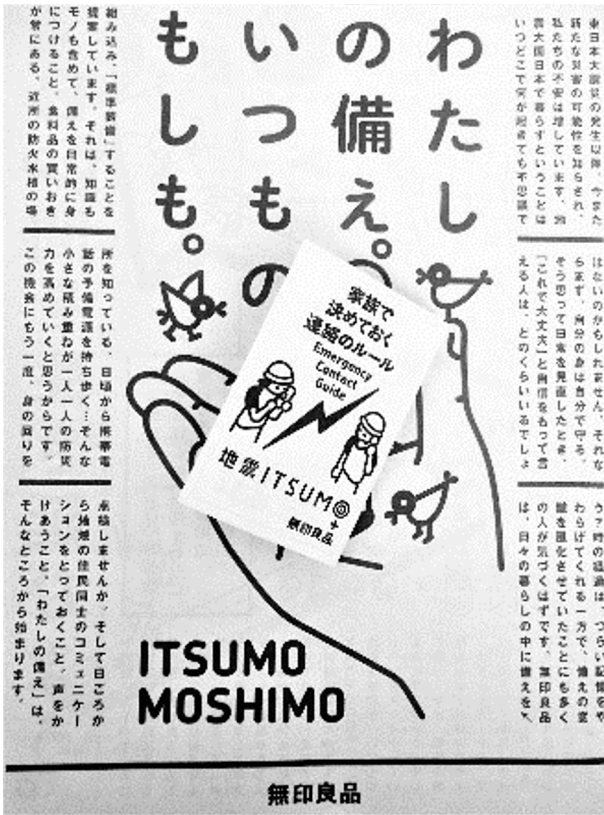 わたし
の備え。
いつもの
もしも。
東日本大震災の発生以降、今また
新たな災害の可能性を知らされ、
私たちの不安は増しています。地
震大国日本で暮らすということは
いつどこで何が起きても不思議で
はないのかもしれません。それな
らまず、自分の身は自分で守る。
そう思って日常を見直したとき、
「これで大丈夫」と自信をもって言
える人は、どのくらいいるでしょ
う？時の経過は、つらい記憶をや
わらげてくれる一方で、備えの意
識を風化させていたことにも多く
の人が気づくはずです。無印良品
は、日々の暮らしの中に備えを
組み込み、「標準装備」することを
提案しています。それは、知識も
モノも含めて、備えを日常的に身
につけること。食料品の買いおき
が常にある、近所の防火水槽の場
所を知っている、日頃から携帯電
話の予備電源を持ち歩く…そんな
小さな積み重ねが一人一人の防災
力を高めていくと思うからです。
この機会にもう一度、身の回りを
点検しませんか。そして日ごろか
ら地域の住民同士のコミュニケー
ションをとっておくこと、声をか
けあうこと。「わたしの備え」は、
そんなところから始まります。
家族で
決めておく
連絡のルール
Emergency
Contact
Guide
地震ITSUMO
+
無印良品
ITSUMO
MOSHIMO
無印良品